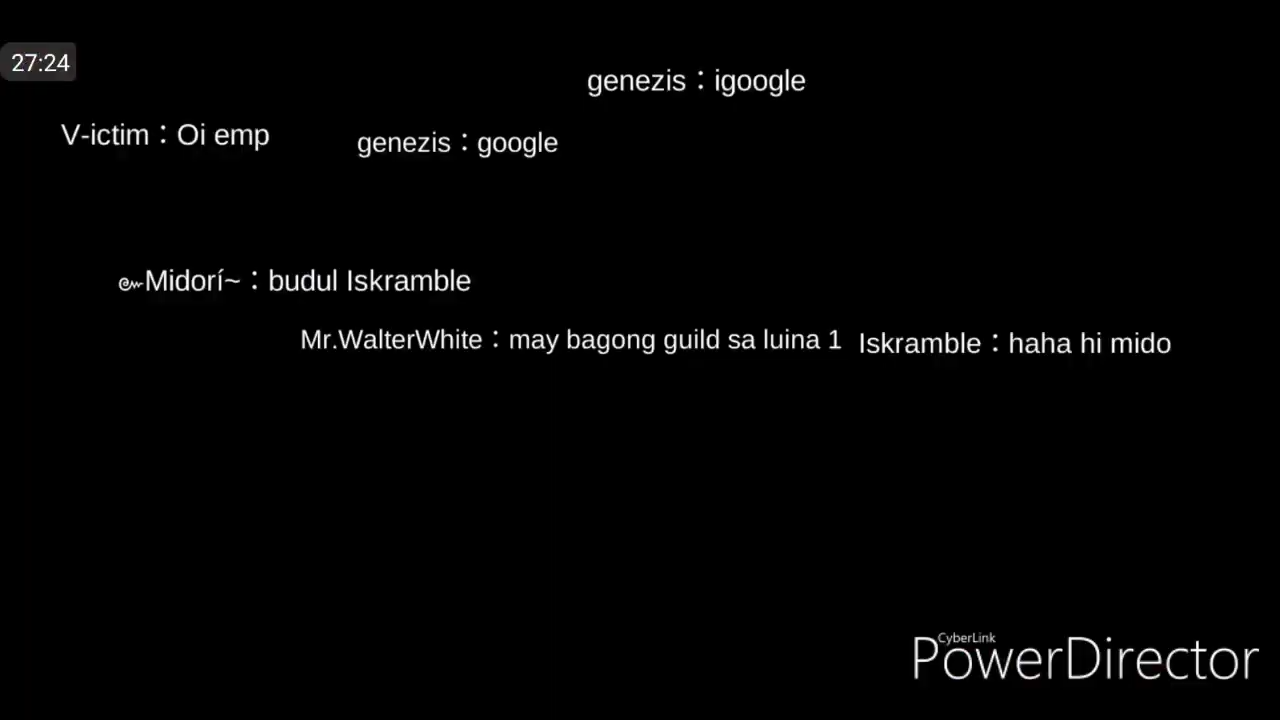 27:24
genezis：igoogle
V-ictim：Oi emp
genezis：google
๛Midorí~：budul Iskramble
Mr.WalterWhite：may bagong guild sa luina 1
Iskramble：haha hi mido
CyberLink
PowerDirector